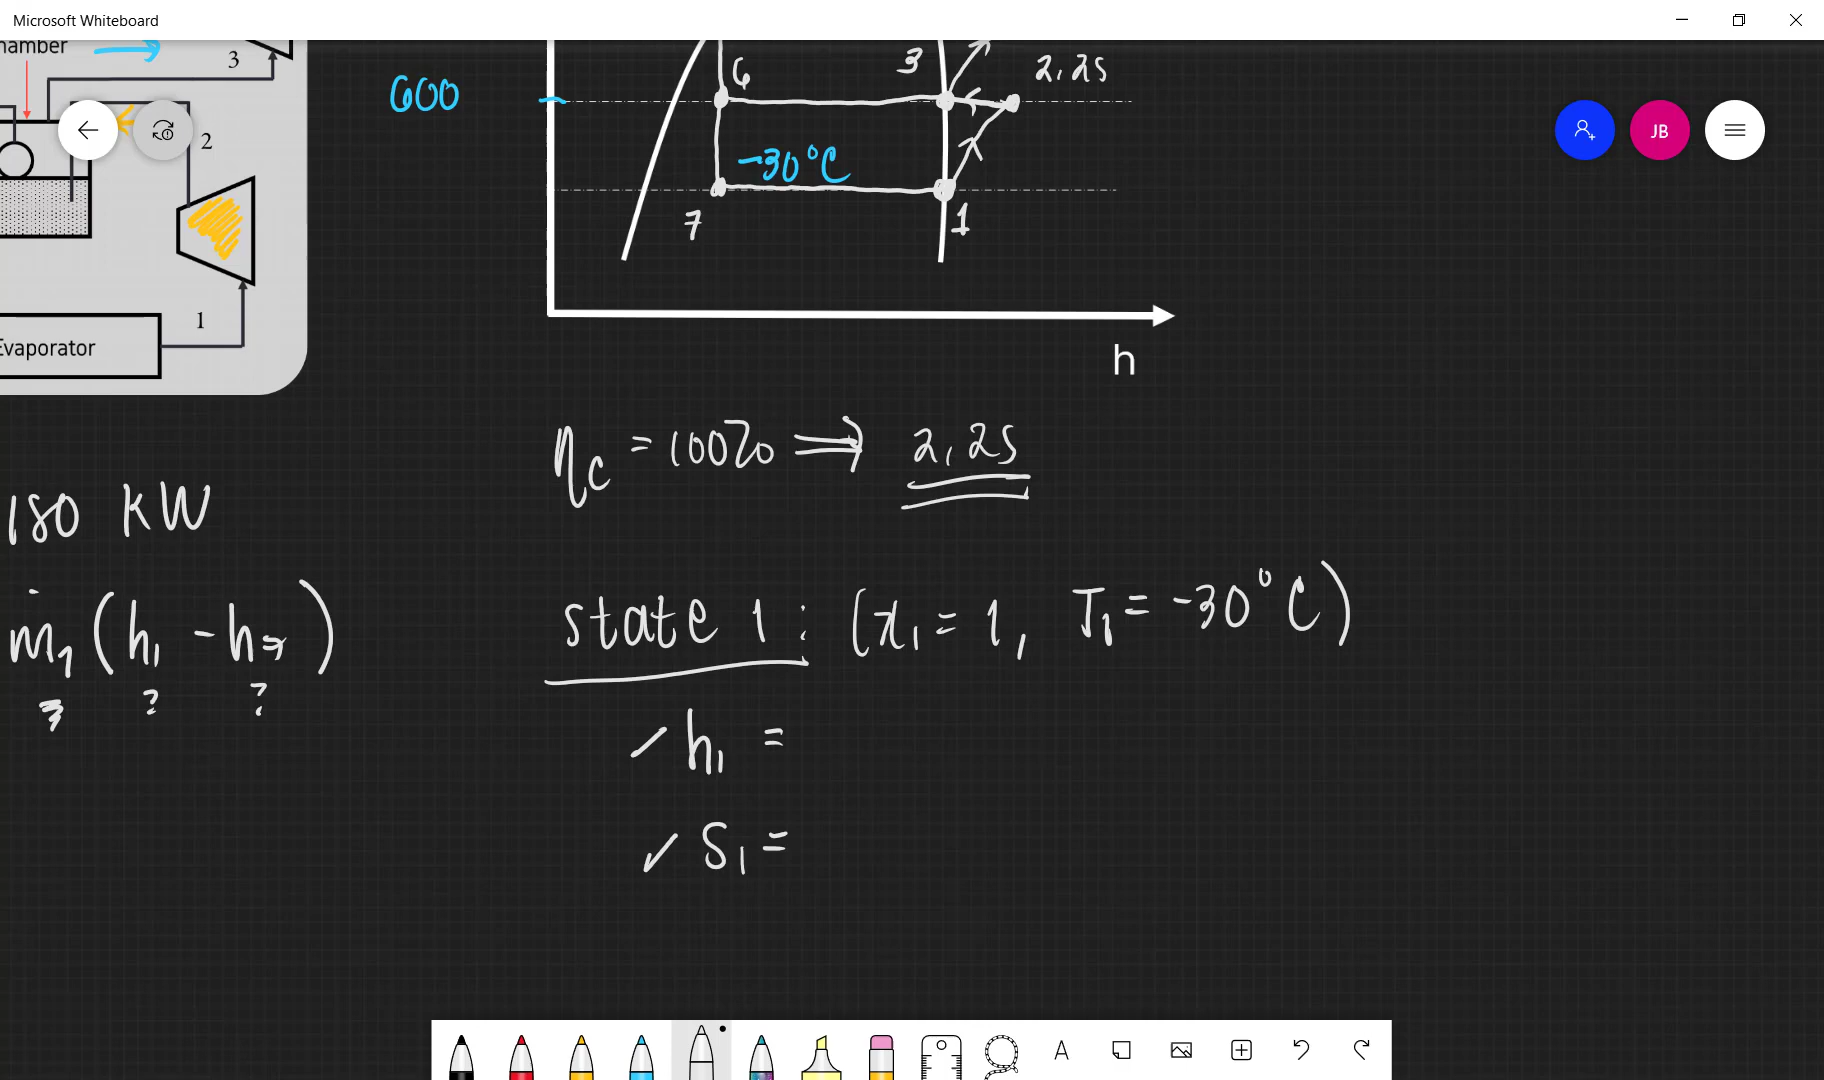 Microsoft Whiteboard
3
2
1
Evaporator
600
6
3
2,2s
-30°C
7
1
h
JB
ηc = 100% ⇒ 2,2s
180 kW
ṁ1 (h1 - h7)
? ?
state 1: (x1 = 1, T1 = -30°C)
✓ h1 =
✓ S1 =
A